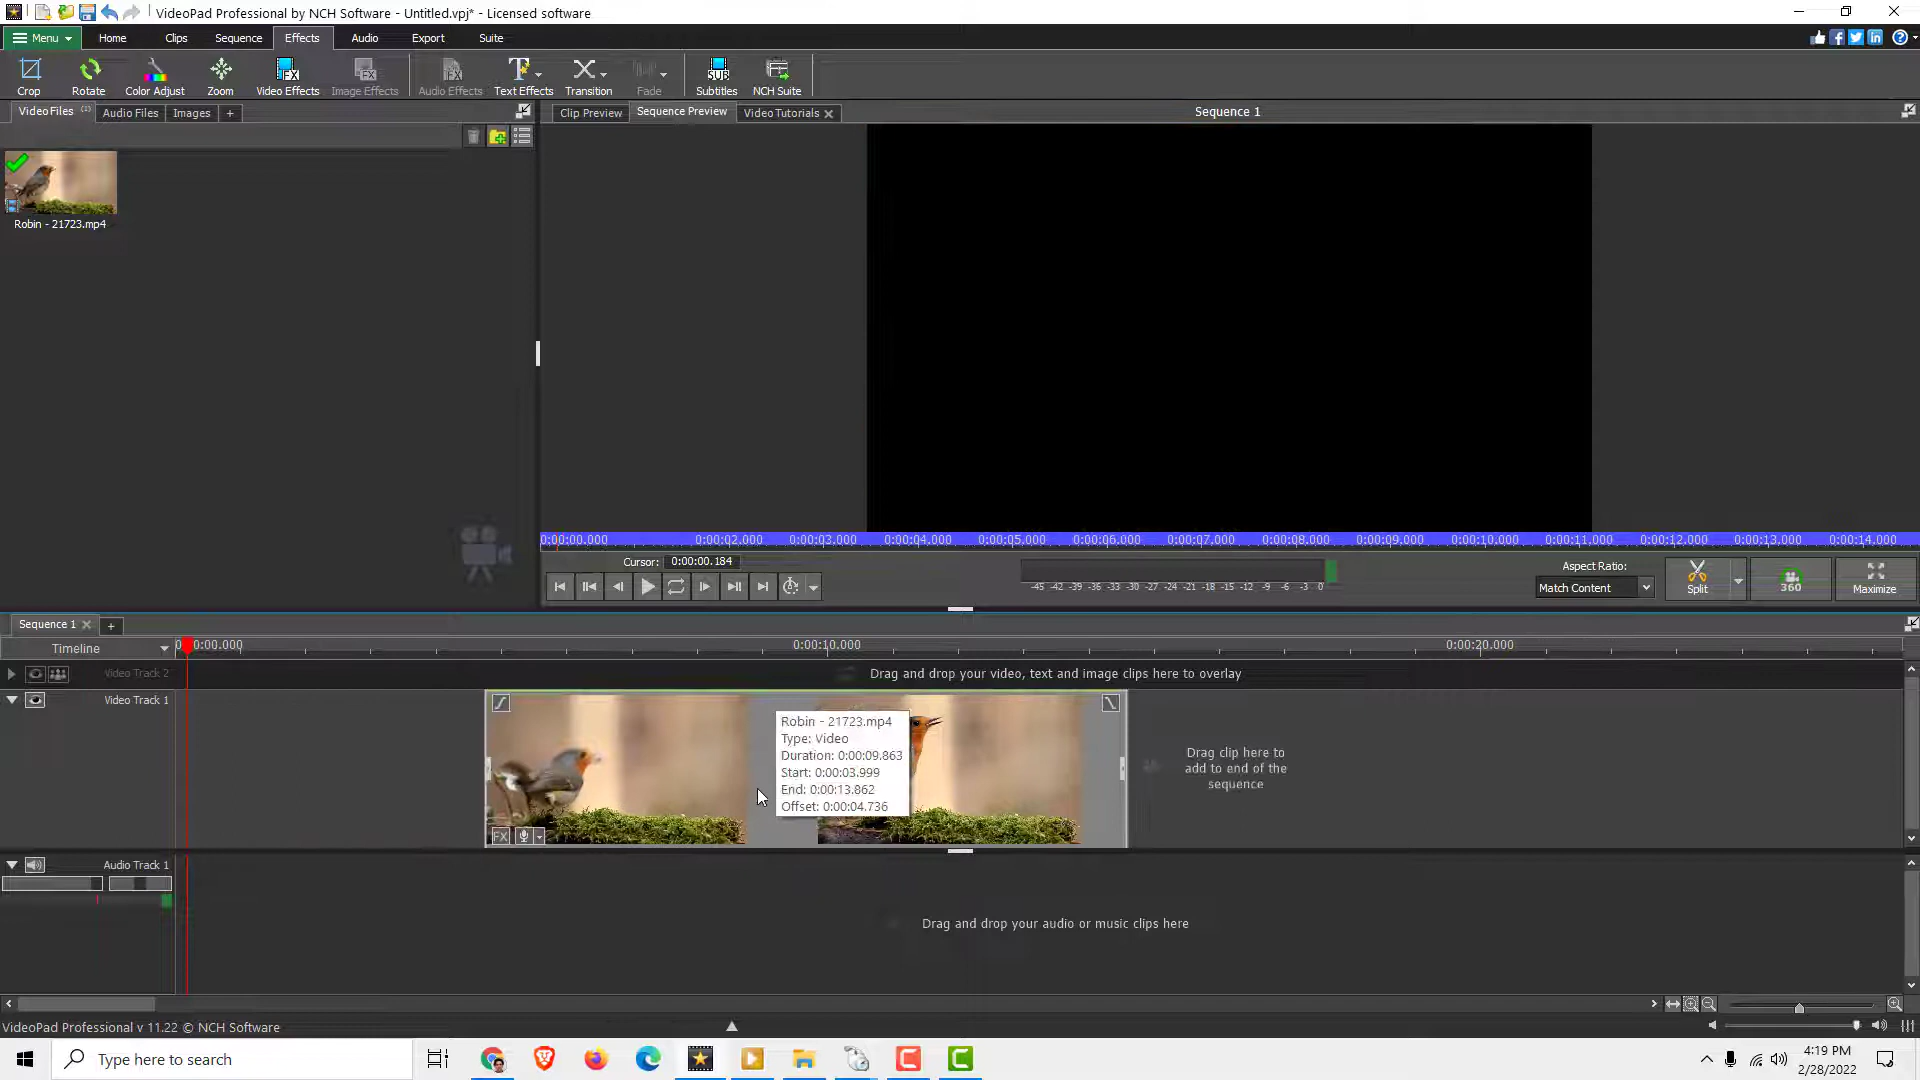 VideoPad Professional by NCH Software - Untitled.vpj* - Licensed software
Menu Home Clips Sequence Effects Audio Export Suite
Crop Rotate Color Adjust Zoom Video Effects Image Effects Audio Effects Text Effects Transition Fade Subtitles NCH Suite
Video Files (1) Audio Files Images +
Clip Preview Sequence Preview Video Tutorials Sequence 1
Robin - 21723.mp4
0:00:00.000 0:00:02.000 0:00:03.000 0:00:04.000 0:00:05.000 0:00:06.000 0:00:07.000 0:00:08.000 0:00:09.000 0:00:10.000 0:00:11.000 0:00:12.000 0:00:13.000 0:00:14.000
Cursor: 0:00:00.184
-45 -42 -39 -36 -33 -30 -27 -24 -21 -18 -15 -12 -9 -6 -3 0
Aspect Ratio:
Match Content
Split 360 Maximize
Sequence 1 +
Timeline 0:00:00.000 0:00:10.000 0:00:20.000
Video Track 2 Drag and drop your video, text and image clips here to overlay
Video Track 1
Robin - 21723.mp4
Type: Video
Duration: 0:00:09.863
Start: 0:00:03.999
End: 0:00:13.862
Offset: 0:00:04.736
FX
Drag clip here to
add to end of the
sequence
Audio Track 1
Drag and drop your audio or music clips here
VideoPad Professional v 11.22 © NCH Software
Type here to search
4:19 PM
2/28/2022